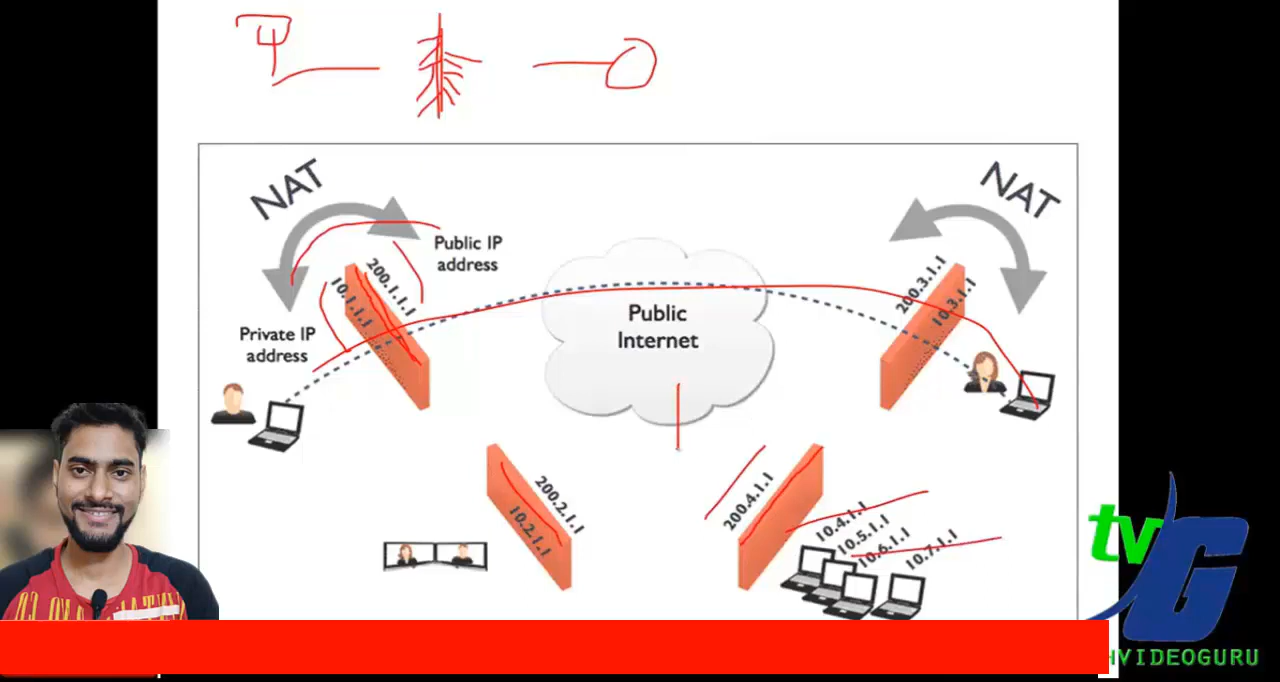 NAT
NAT
Public IP
address
200.1.1.1
10.1.1.1
Private IP
address
Public
Internet
200.3.1.1
10.3.1.1
200.2.1.1
10.2.1.1
200.4.1.1
10.4.1.1
10.5.1.1
10.6.1.1
10.7.1.1
tv
G
HVIDEOGURU